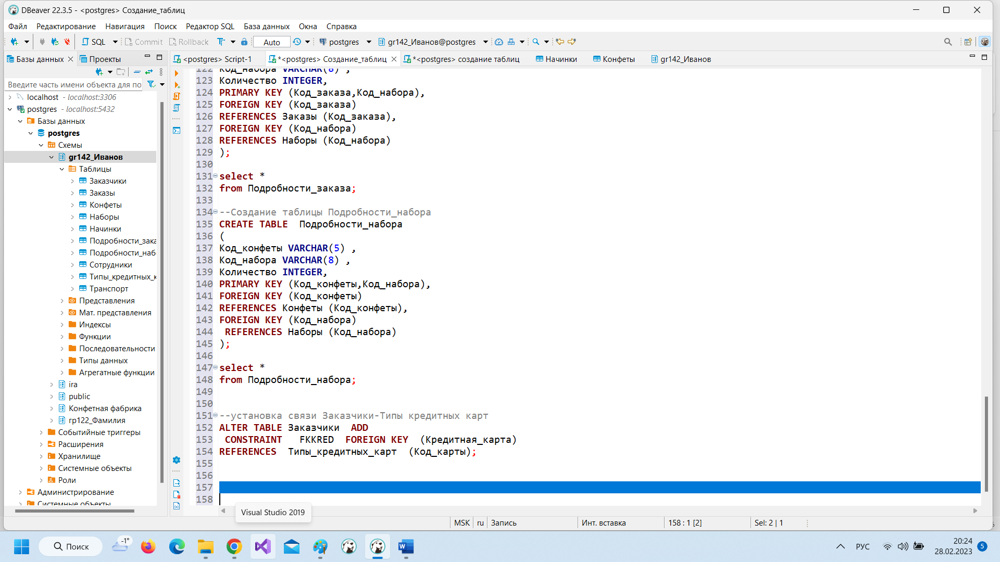 DBeaver 22.3.5 - <postgres> Создание_таблиц
Файл Редактирование Навигация Поиск Редактор SQL База данных Окна Справка
SQL Commit Rollback Auto postgres gr142_Иванов@postgres
Базы данных Проекты
<postgres> Script-1 *<postgres> Создание_таблиц *<postgres> создание таблиц Начинки Конфеты gr142_Иванов
Введите часть имени объекта для по
localhost - localhost:3306
postgres - localhost:5432
Базы данных
postgres
Схемы
gr142_Иванов
Таблицы
Заказчики
Заказы
Конфеты
Наборы
Начинки
Подробности_зака
Подробности_наб
Сотрудники
Типы_кредитных_к
Транспорт
Представления
Мат. представления
Индексы
Функции
Последовательности
Типы данных
Агрегатные функции
ira
public
Конфетная фабрика
гр122_Фамилия
Событийные триггеры
Расширения
Хранилище
Системные объекты
Роли
Администрирование
Системные объекты
122 Код_набора VARCHAR(8) ,
123 Количество INTEGER,
124 PRIMARY KEY (Код_заказа,Код_набора),
125 FOREIGN KEY (Код_заказа)
126 REFERENCES Заказы (Код_заказа),
127 FOREIGN KEY (Код_набора)
128 REFERENCES Наборы (Код_набора)
129 );
130
131 select *
132 from Подробности_заказа;
133
134 --Создание таблицы Подробности_набора
135 CREATE TABLE  Подробности_набора
136 (
137 Код_конфеты VARCHAR(5) ,
138 Код_набора VARCHAR(8) ,
139 Количество INTEGER,
140 PRIMARY KEY (Код_конфеты,Код_набора),
141 FOREIGN KEY (Код_конфеты)
142 REFERENCES Конфеты (Код_конфеты),
143 FOREIGN KEY (Код_набора)
144  REFERENCES Наборы (Код_набора)
145 );
146
147 select *
148 from Подробности_набора;
149
150
151 --установка связи Заказчики-Типы кредитных карт
152 ALTER TABLE Заказчики  ADD
153  CONSTRAINT   FKKRED  FOREIGN KEY  (Кредитная_карта)
154 REFERENCES  Типы_кредитных_карт  (Код_карты);
155
156
157
158
Visual Studio 2019
MSK ru Запись Инт. вставка 158 : 1 [2] Sel: 2 | 1
Поиск -1° РУС 20:24
28.02.2023 5